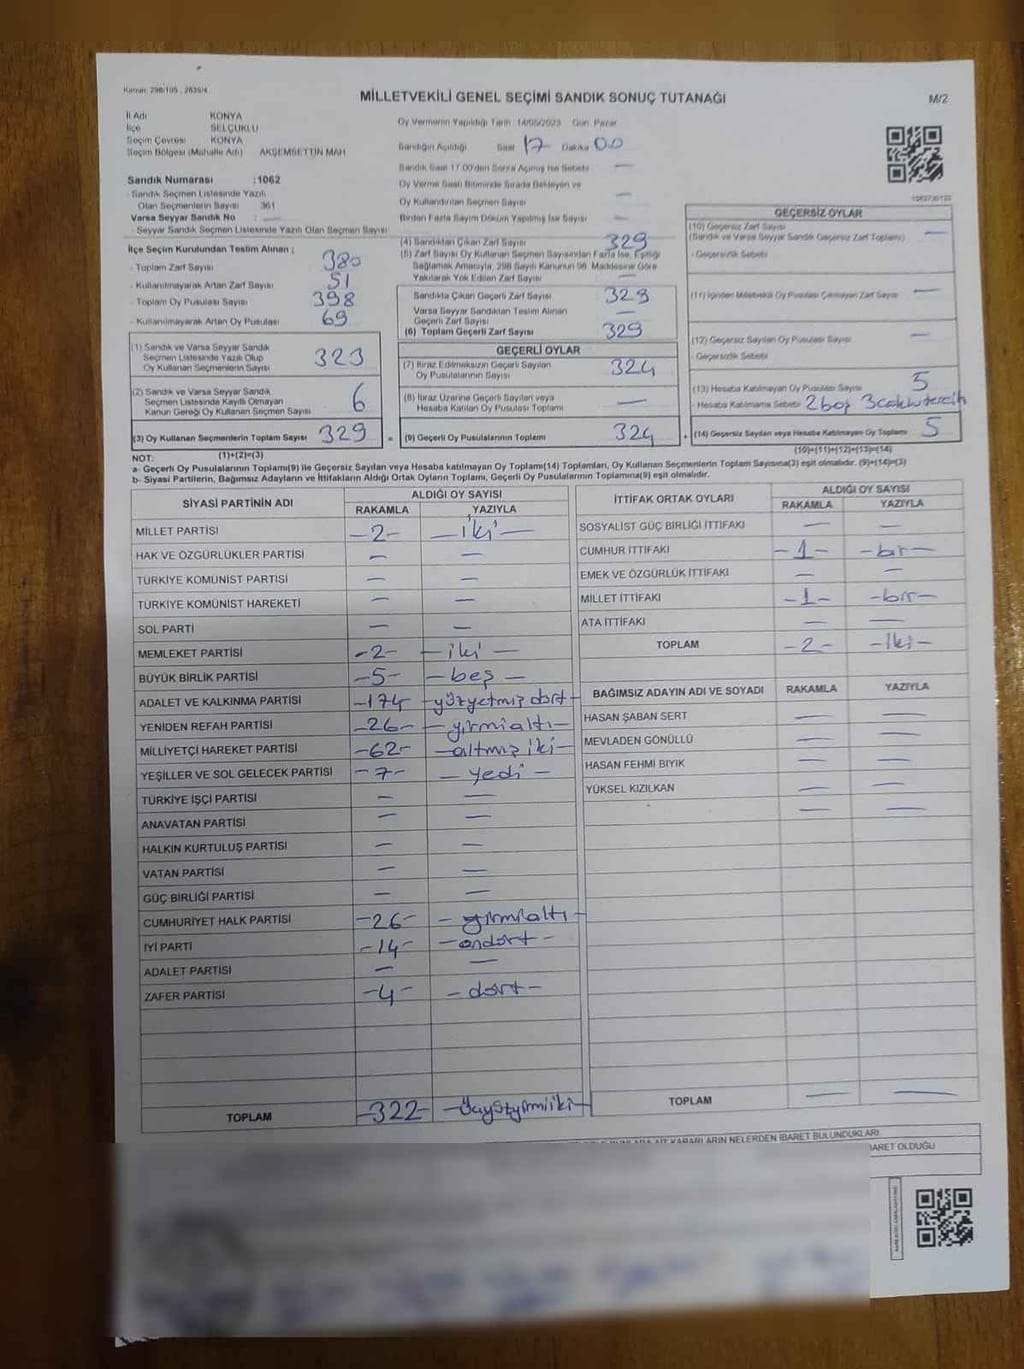 Kanun: 298/105 , 2839/4
MİLLETVEKİLİ GENEL SEÇİMİ SANDIK SONUÇ TUTANAĞI
M/2
İl Adı KONYA
İlçe SELÇUKLU
Seçim Çevresi KONYA
Seçim Bölgesi (Mahalle Adı) AKŞEMSETTİN MAH
Sandık Numarası : 1062
Sandık Seçmen Listesinde Yazılı
Olan Seçmenlerin Sayısı 361
Varsa Seyyar Sandık No : —
Seyyar Sandık Seçmen Listesinde Yazılı Olan Seçmen Sayısı
Oy Vermenin Yapıldığı Tarih 14/05/2023 Gün Pazar
Sandığın Açıldığı Saat 17 Dakika 00
Sandık Saat 17.00'den Sonra Açılmış İse Sebebi —
Oy Verme Saati Bitiminde Sırada Bekleyen ve
Oy Kullandırılan Seçmen Sayısı —
Birden Fazla Sayım Döküm Yapılmış İse Sayısı —
İlçe Seçim Kurulundan Teslim Alınan ;
- Toplam Zarf Sayısı 380
- Kullanılmayarak Artan Zarf Sayısı 51
- Toplam Oy Pusulası Sayısı 398
- Kullanılmayarak Artan Oy Pusulası 69
(1) Sandık ve Varsa Seyyar Sandık
Seçmen Listesinde Yazılı Olup
Oy Kullanan Seçmenlerin Sayısı 323
(2) Sandık ve Varsa Seyyar Sandık
Seçmen Listesinde Kayıtlı Olmayan
Kanun Gereği Oy Kullanan Seçmen Sayısı 6
(3) Oy Kullanan Seçmenlerin Toplam Sayısı 329
(4) Sandıktan Çıkan Zarf Sayısı 329
(5) Zarf Sayısı Oy Kullanan Seçmen Sayısından Fazla İse, Eşitliği
Sağlamak Amacıyla, 298 Sayılı Kanunun 98. Maddesine Göre
Yakılarak Yok Edilen Zarf Sayısı —
Sandıkta Çıkan Geçerli Zarf Sayısı 329
Varsa Seyyar Sandıktan Teslim Alınan
Geçerli Zarf Sayısı —
(6) Toplam Geçerli Zarf Sayısı 329
GEÇERLİ OYLAR
(7) İtiraz Edilmeksizin Geçerli Sayılan
Oy Pusulalarının Sayısı 324
(8) İtiraz Üzerine Geçerli Sayılan veya
Hesaba Katılan Oy Pusulası Toplamı —
= (9) Geçerli Oy Pusulalarının Toplamı 324
GEÇERSİZ OYLAR
(10) Geçersiz Zarf Sayısı —
(Sandık ve Varsa Seyyar Sandık Geçersiz Zarf Toplamı)
- Geçersizlik Sebebi
(11) İçinden Milletvekili Oy Pusulası Çıkmayan Zarf Sayısı —
(12) Geçersiz Sayılan Oy Pusulası Sayısı —
- Geçersizlik Sebebi
(13) Hesaba Katılmayan Oy Pusulası Sayısı 5
- Hesaba Katılmama Sebebi 2 boş 3
+ (14) Geçersiz Sayılan veya Hesaba Katılmayan Oy Toplamı 5
NOT: (1)+(2)=(3) (10)+(11)+(12)+(13)=(14)
a- Geçerli Oy Pusulalarının Toplamı(9) ile Geçersiz Sayılan veya Hesaba katılmayan Oy Toplamı(14) Toplamları, Oy Kullanan Seçmenlerin Toplam Sayısına(3) eşit olmalıdır. (9)+(14)=(3)
b- Siyasi Partilerin, Bağımsız Adayların ve İttifakların Aldığı Ortak Oyların Toplamı, Geçerli Oy Pusulalarının Toplamına(9) eşit olmalıdır.
SİYASİ PARTİNİN ADI ALDIĞI OY SAYISI
RAKAMLA YAZIYLA
MİLLET PARTİSİ -2- - iki -
HAK VE ÖZGÜRLÜKLER PARTİSİ — —
TÜRKİYE KOMÜNİST PARTİSİ — —
TÜRKİYE KOMÜNİST HAREKETİ — —
SOL PARTİ — —
MEMLEKET PARTİSİ -2- - iki -
BÜYÜK BİRLİK PARTİSİ -5- - beş -
ADALET VE KALKINMA PARTİSİ -174 - yüzyetmiş dört -
YENİDEN REFAH PARTİSİ -26- - yirmialtı -
MİLLİYETÇİ HAREKET PARTİSİ -62- - altmış iki -
YEŞİLLER VE SOL GELECEK PARTİSİ -7- - yedi -
TÜRKİYE İŞÇİ PARTİSİ — —
ANAVATAN PARTİSİ — —
HALKIN KURTULUŞ PARTİSİ — —
VATAN PARTİSİ — —
GÜÇ BİRLİĞİ PARTİSİ — —
CUMHURİYET HALK PARTİSİ -26- - yirmialtı -
İYİ PARTİ -14- - ondört -
ADALET PARTİSİ — —
ZAFER PARTİSİ -4- - dört -
TOPLAM -322- - üçyüzyirmiiki -
İTTİFAK ORTAK OYLARI ALDIĞI OY SAYISI
RAKAMLA YAZIYLA
SOSYALİST GÜÇ BİRLİĞİ İTTİFAKI — —
CUMHUR İTTİFAKI -1- - bir -
EMEK VE ÖZGÜRLÜK İTTİFAKI — —
MİLLET İTTİFAKI -1- - bir -
ATA İTTİFAKI — —
TOPLAM -2- - iki -
BAĞIMSIZ ADAYIN ADI VE SOYADI RAKAMLA YAZIYLA
HASAN ŞABAN SERT — —
MEVLADEN GÖNÜLLÜ — —
HASAN FEHMİ BIYIK — —
YÜKSEL KIZILKAN — —
— —
TOPLAM — —
KARARLARIN NELERDEN İBARET BULUNDUKLARI
İBARET OLDUĞU